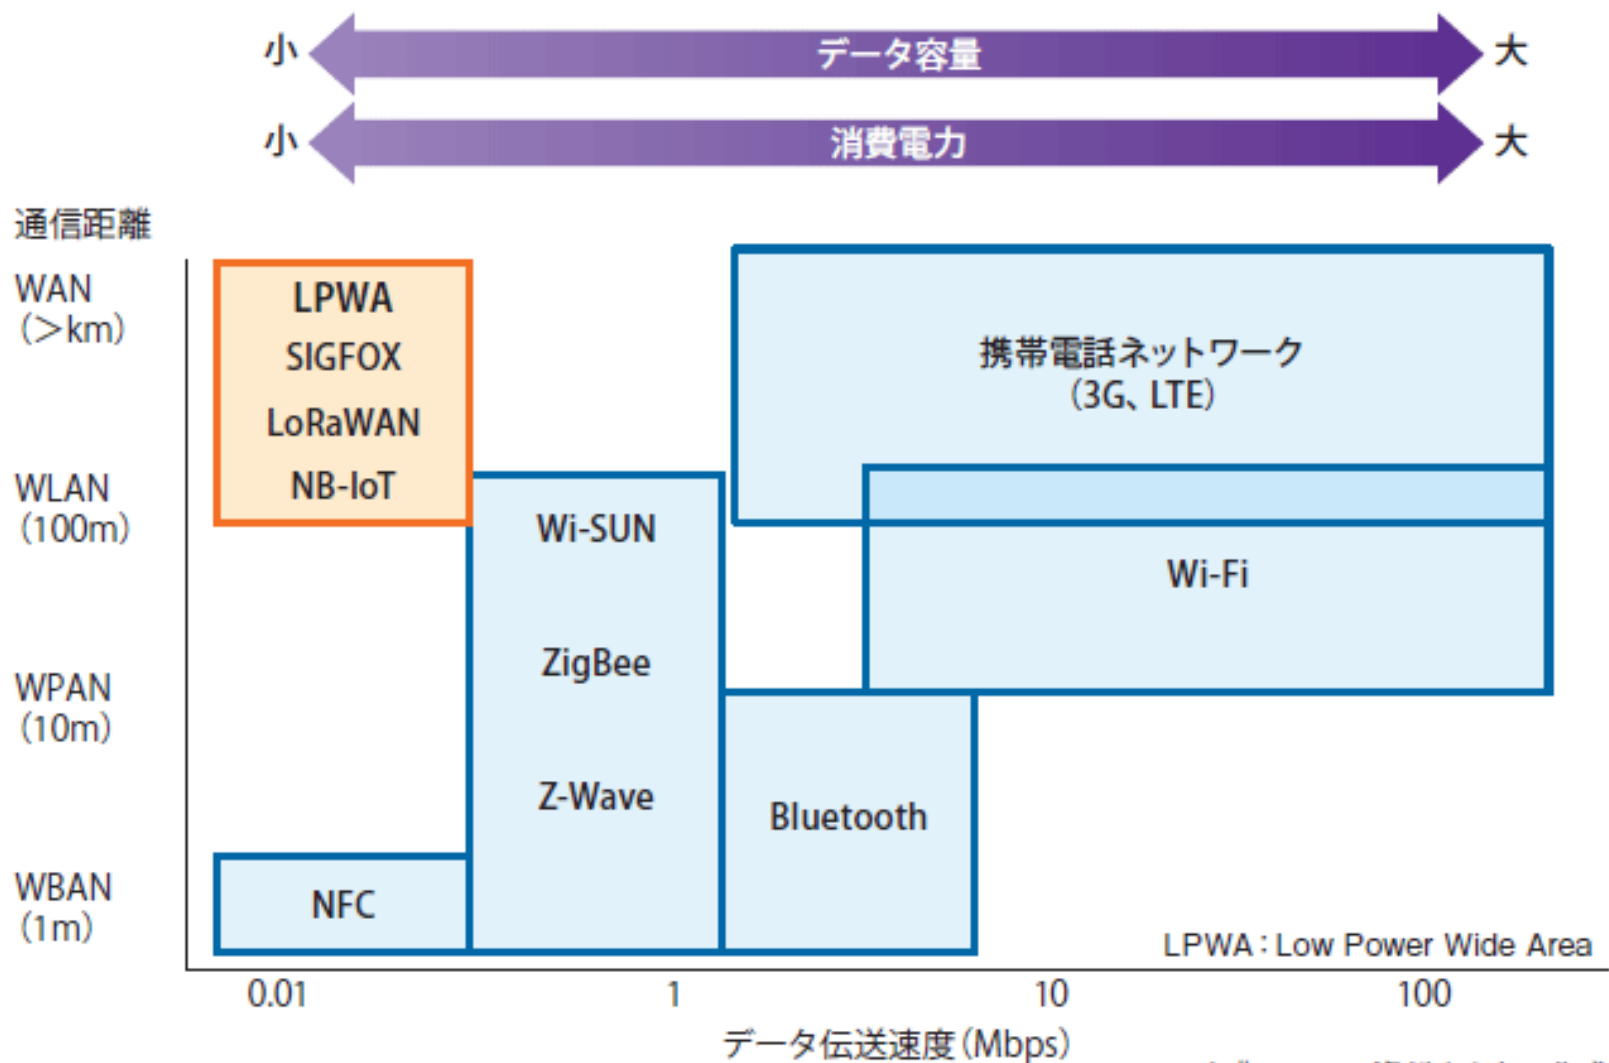 小 データ容量 大
小 消費電力 大
通信距離
WAN
(＞km)
LPWA
SIGFOX
LoRaWAN
NB-IoT
携帯電話ネットワーク
(3G、LTE)
WLAN
(100m)
Wi-SUN
Wi-Fi
ZigBee
WPAN
(10m)
Z-Wave
Bluetooth
WBAN
(1m)
NFC
LPWA：Low Power Wide Area
0.01 1 10 100
データ伝送速度(Mbps)